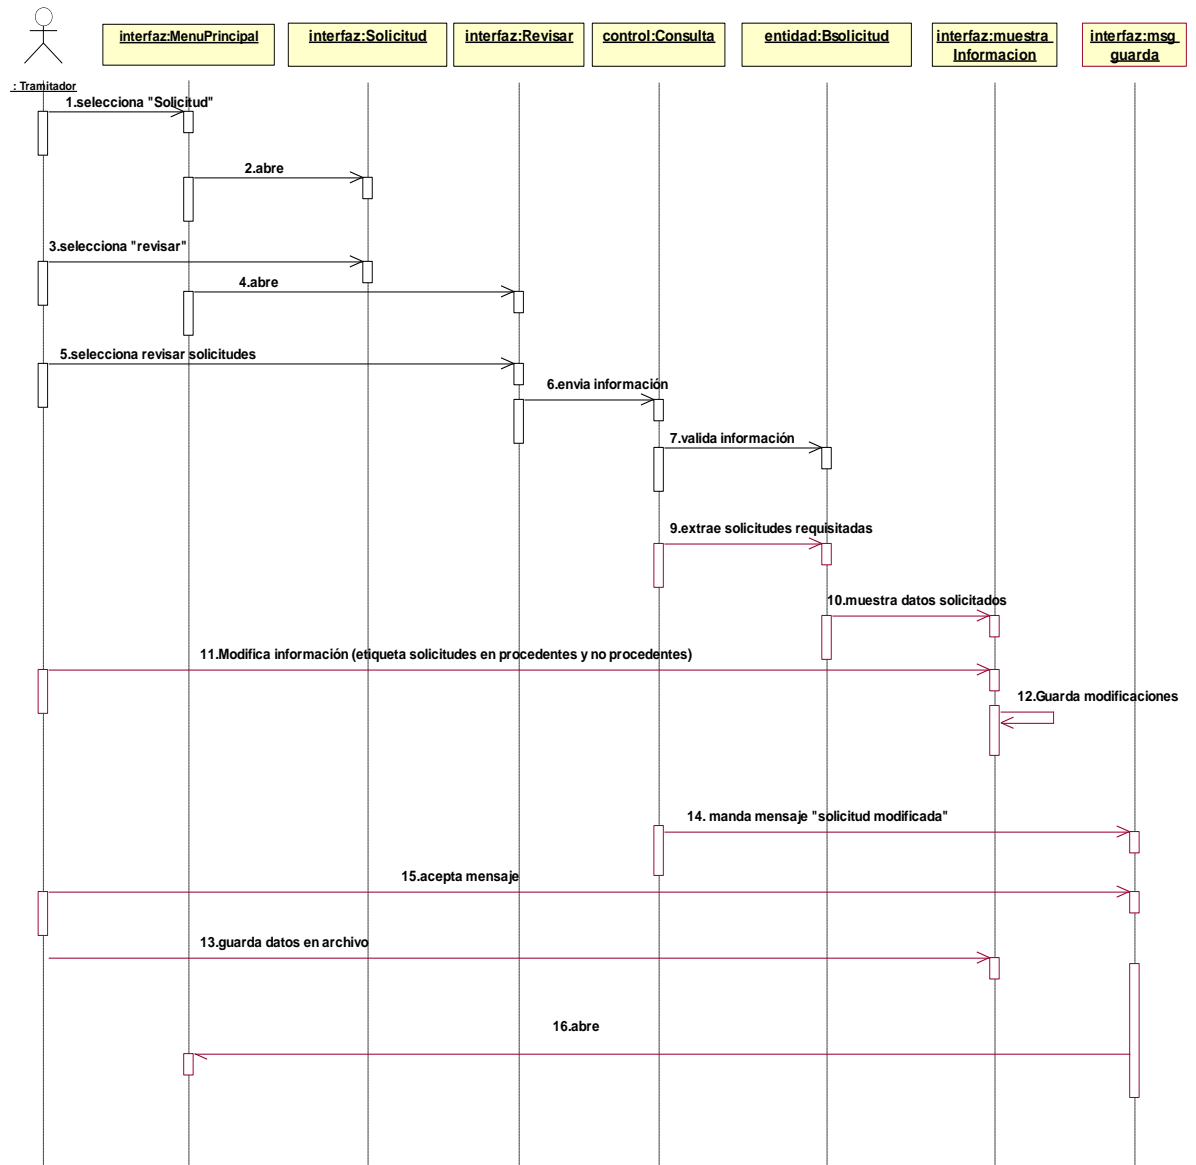 interfaz:MenuPrincipal
interfaz:Solicitud
interfaz:Revisar
control:Consulta
entidad:Bsolicitud
interfaz:muestra
Informacion
interfaz:msg
guarda
: Tramitador
1.selecciona "Solicitud"
2.abre
3.selecciona "revisar"
4.abre
5.selecciona revisar solicitudes
6.envia información
7.valida información
9.extrae solicitudes requisitadas
10.muestra datos solicitados
11.Modifica información (etiqueta solicitudes en procedentes y no procedentes)
12.Guarda modificaciones
14. manda mensaje "solicitud modificada"
15.acepta mensaje
13.guarda datos en archivo
16.abre